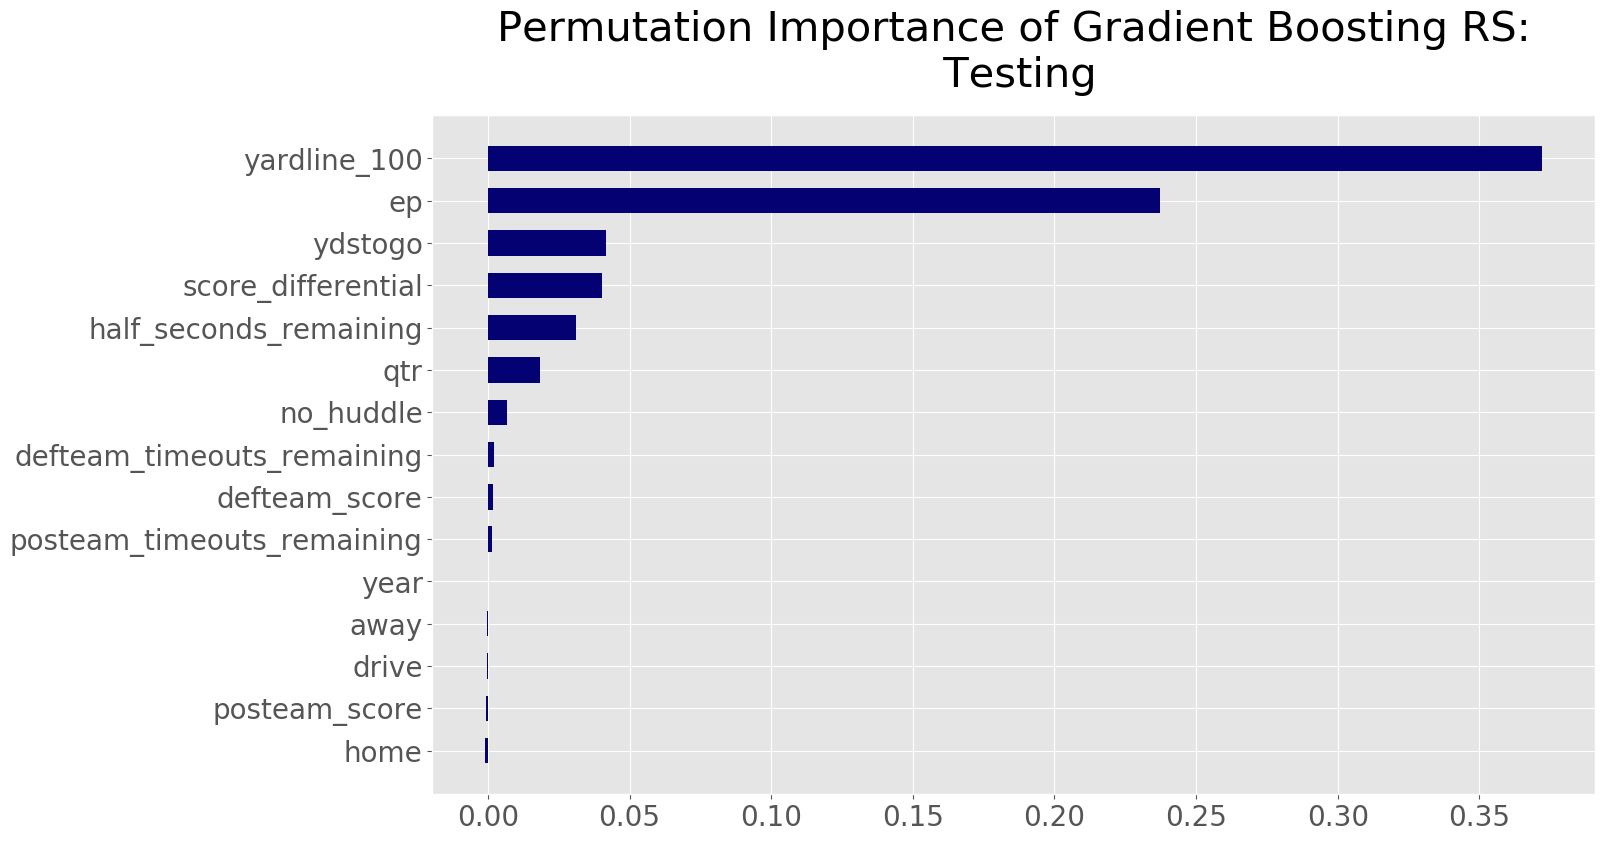 Permutation Importance of Gradient Boosting RS:
Testing
yardline_100
ep
ydstogo
score_differential
half_seconds_remaining
qtr
no_huddle
defteam_timeouts_remaining
defteam_score
posteam_timeouts_remaining
year
away
drive
posteam_score
home
0.00 0.05 0.10 0.15 0.20 0.25 0.30 0.35